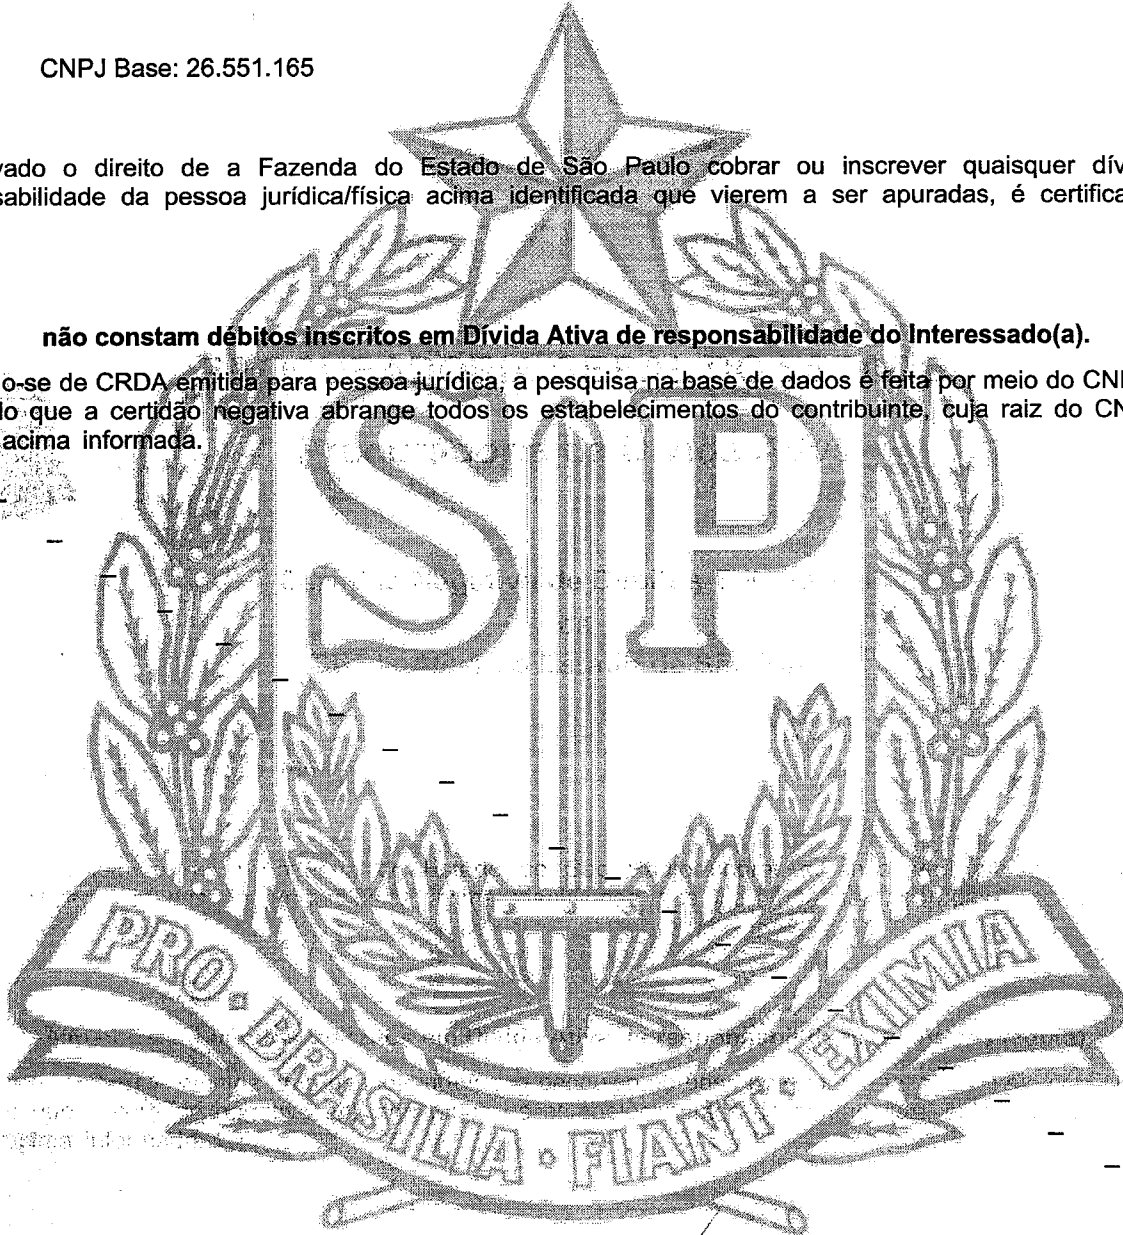 CNPJ Base: 26.551.165
vado o direito de a Fazenda do Estado de São Paulo cobrar ou inscrever quaisquer dív
sabilidade da pessoa jurídica/física acima identificada que vierem a ser apuradas, é certifica
não constam débitos inscritos em Dívida Ativa de responsabilidade do Interessado(a).
o-se de CRDA emitida para pessoa jurídica, a pesquisa na base de dados é feita por meio do CN
do que a certidão negativa abrange todos os estabelecimentos do contribuinte, cuja raiz do CN
acima informada.
SP
PRO · BRASILIA · FIANT · EXIMIA